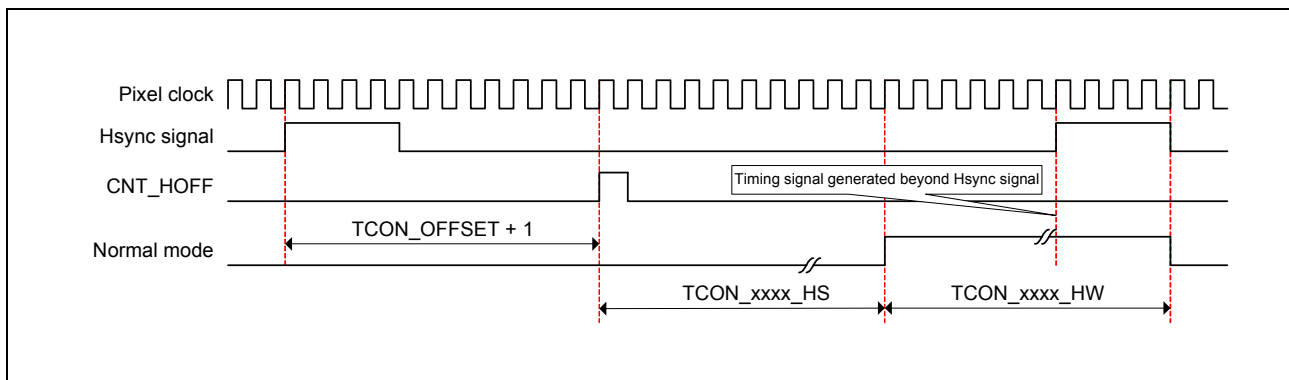 Pixel clock
Hsync signal
CNT_HOFF
Timing signal generated beyond Hsync signal
TCON_OFFSET + 1
Normal mode
TCON_xxxx_HS
TCON_xxxx_HW